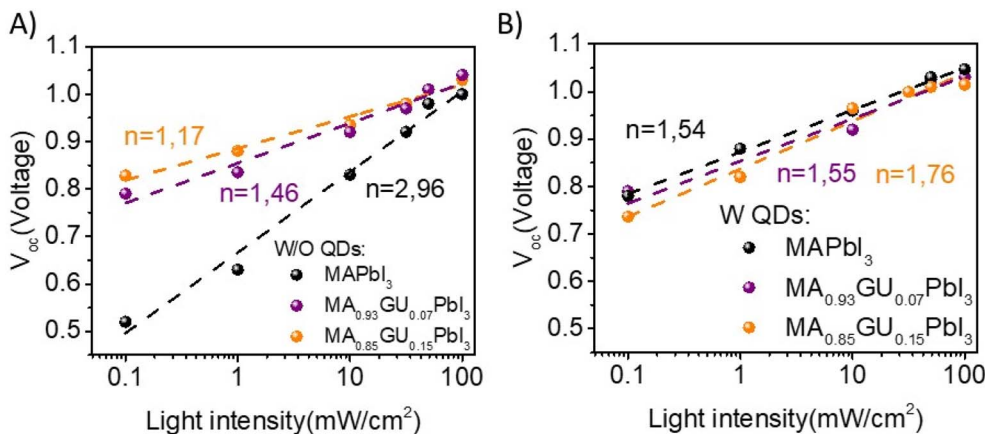 A)
V_oc(Voltage)
1.1
1.0
0.9
0.8
0.7
0.6
0.5
n=1,17
n=1,46
n=2,96
W/O QDs:
MAPbI₃
MA₀.₉₃GU₀.₀₇PbI₃
MA₀.₈₅GU₀.₁₅PbI₃
0.1 1 10 100
Light intensity(mW/cm²)
B)
V_oc(Voltage)
1.1
1.0
0.9
0.8
0.7
0.6
0.5
n=1,54
n=1,55
n=1,76
W QDs:
MAPbI₃
MA₀.₉₃GU₀.₀₇PbI₃
MA₀.₈₅GU₀.₁₅PbI₃
0.1 1 10 100
Light intensity(mW/cm²)